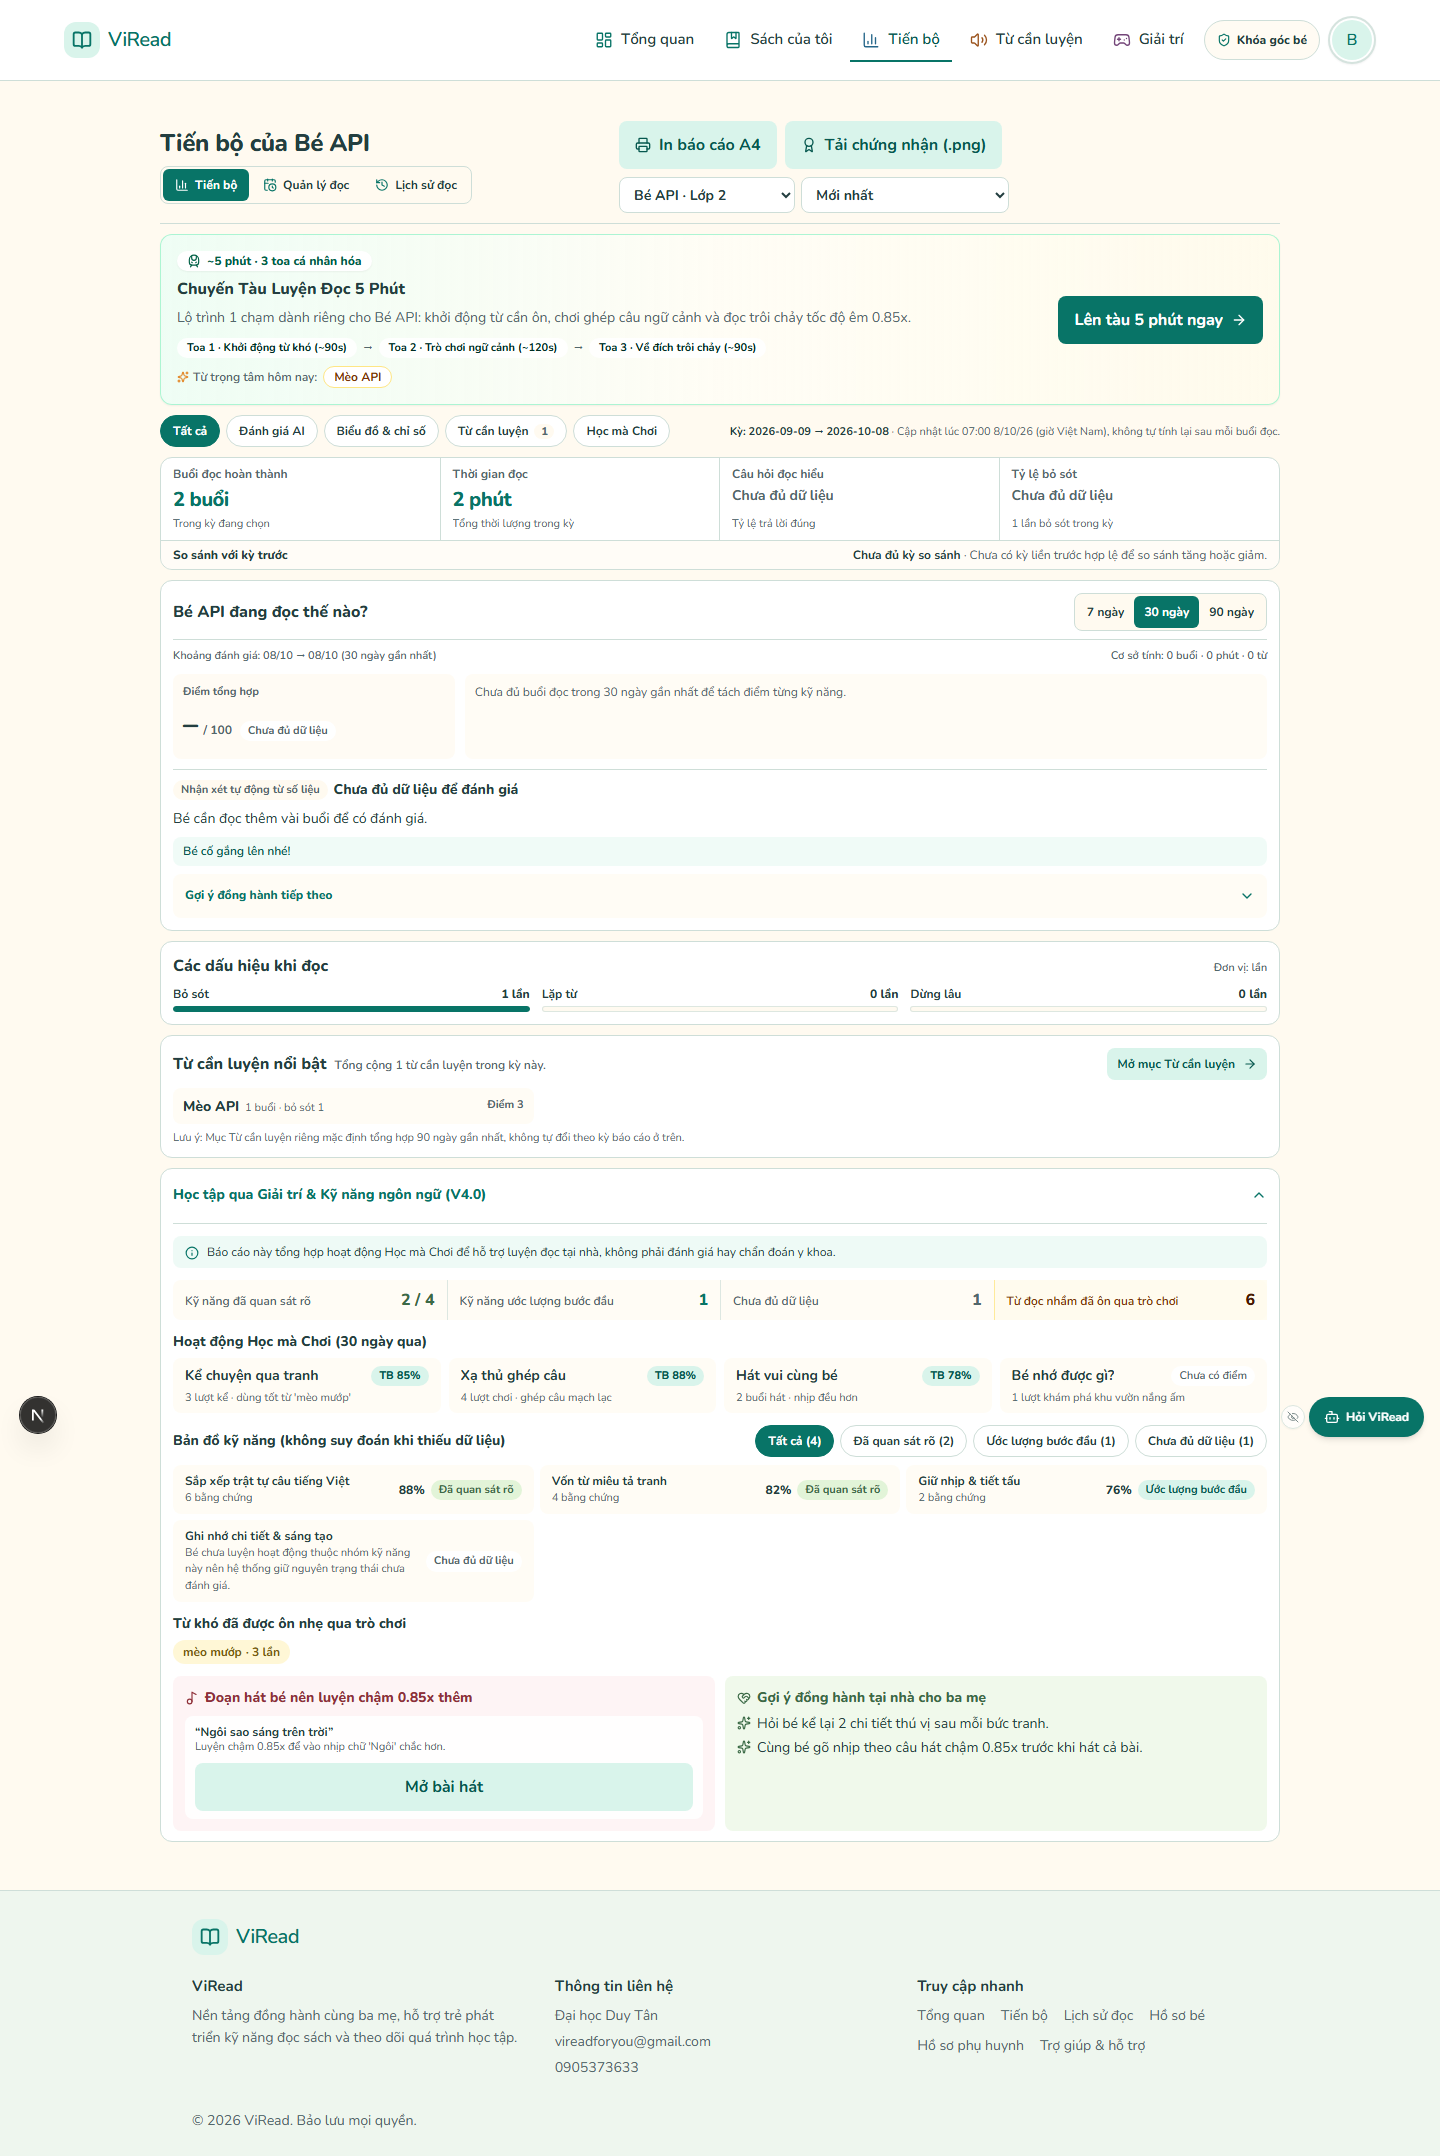 ViRead
Tổng quan
Sách của tôi
Tiến bộ
Từ cần luyện
Giải trí
Khóa góc bé
B
Tiến bộ của Bé API
In báo cáo A4
Tải chứng nhận (.png)
Tiến bộ
Quản lý đọc
Lịch sử đọc
Bé API · Lớp 2
Mới nhất
~5 phút · 3 toa cá nhân hóa
Chuyến Tàu Luyện Đọc 5 Phút
Lộ trình 1 chạm dành riêng cho Bé API: khởi động từ cần ôn, chơi ghép câu ngữ cảnh và đọc trôi chảy tốc độ êm 0.85x.
Toa 1 · Khởi động từ khó (~90s) → Toa 2 · Trò chơi ngữ cảnh (~120s) → Toa 3 · Về đích trôi chảy (~90s)
Từ trọng tâm hôm nay: Mèo API
Lên tàu 5 phút ngay →
Tất cả
Đánh giá AI
Biểu đồ & chỉ số
Từ cần luyện 1
Học mà Chơi
Kỳ: 2026-09-09 → 2026-10-08 · Cập nhật lúc 07:00 8/10/26 (giờ Việt Nam), không tự tính lại sau mỗi buổi đọc.
Buổi đọc hoàn thành
2 buổi
Trong kỳ đang chọn
Thời gian đọc
2 phút
Tổng thời lượng trong kỳ
Câu hỏi đọc hiểu
Chưa đủ dữ liệu
Tỷ lệ trả lời đúng
Tỷ lệ bỏ sót
Chưa đủ dữ liệu
1 lần bỏ sót trong kỳ
So sánh với kỳ trước
Chưa đủ kỳ so sánh · Chưa có kỳ liền trước hợp lệ để so sánh tăng hoặc giảm.
Bé API đang đọc thế nào?
7 ngày
30 ngày
90 ngày
Khoảng đánh giá: 08/10 → 08/10 (30 ngày gần nhất)
Cơ sở tính: 0 buổi · 0 phút · 0 từ
Điểm tổng hợp
— / 100 Chưa đủ dữ liệu
Chưa đủ buổi đọc trong 30 ngày gần nhất để tách điểm từng kỹ năng.
Nhận xét tự động từ số liệu
Chưa đủ dữ liệu để đánh giá
Bé cần đọc thêm vài buổi để có đánh giá.
Bé cố gắng lên nhé!
Gợi ý đồng hành tiếp theo
Các dấu hiệu khi đọc
Đơn vị: lần
Bỏ sót 1 lần
Lặp từ 0 lần
Dừng lâu 0 lần
Từ cần luyện nổi bật Tổng cộng 1 từ cần luyện trong kỳ này.
Mở mục Từ cần luyện →
Mèo API 1 buổi · bỏ sót 1 Điểm 3
Lưu ý: Mục Từ cần luyện riêng mặc định tổng hợp 90 ngày gần nhất, không tự đổi theo kỳ báo cáo ở trên.
Học tập qua Giải trí & Kỹ năng ngôn ngữ (V4.0)
Báo cáo này tổng hợp hoạt động Học mà Chơi để hỗ trợ luyện đọc tại nhà, không phải đánh giá hay chẩn đoán y khoa.
Kỹ năng đã quan sát rõ 2 / 4
Kỹ năng ước lượng bước đầu 1
Chưa đủ dữ liệu 1
Từ đọc nhầm đã ôn qua trò chơi 6
Hoạt động Học mà Chơi (30 ngày qua)
Kể chuyện qua tranh TB 85%
3 lượt kể · dùng tốt từ 'mèo mướp'
Xạ thủ ghép câu TB 88%
4 lượt chơi · ghép câu mạch lạc
Hát vui cùng bé TB 78%
2 buổi hát · nhịp đều hơn
Bé nhớ được gì? Chưa có điểm
1 lượt khám phá khu vườn nắng ấm
Bản đồ kỹ năng (không suy đoán khi thiếu dữ liệu)
Tất cả (4)
Đã quan sát rõ (2)
Ước lượng bước đầu (1)
Chưa đủ dữ liệu (1)
Sắp xếp trật tự câu tiếng Việt
6 bằng chứng
88% Đã quan sát rõ
Vốn từ miêu tả tranh
4 bằng chứng
82% Đã quan sát rõ
Giữ nhịp & tiết tấu
2 bằng chứng
76% Ước lượng bước đầu
Ghi nhớ chi tiết & sáng tạo
Bé chưa luyện hoạt động thuộc nhóm kỹ năng
này nên hệ thống giữ nguyên trạng thái chưa
đánh giá.
Chưa đủ dữ liệu
Từ khó đã được ôn nhẹ qua trò chơi
mèo mướp · 3 lần
Đoạn hát bé nên luyện chậm 0.85x thêm
“Ngôi sao sáng trên trời”
Luyện chậm 0.85x để vào nhịp chữ 'Ngôi' chắc hơn.
Mở bài hát
Gợi ý đồng hành tại nhà cho ba mẹ
Hỏi bé kể lại 2 chi tiết thú vị sau mỗi bức tranh.
Cùng bé gõ nhịp theo câu hát chậm 0.85x trước khi hát cả bài.
N
Hỏi ViRead
ViRead
ViRead
Nền tảng đồng hành cùng ba mẹ, hỗ trợ trẻ phát
triển kỹ năng đọc sách và theo dõi quá trình học tập.
Thông tin liên hệ
Đại học Duy Tân
vireadforyou@gmail.com
0905373633
Truy cập nhanh
Tổng quan Tiến bộ Lịch sử đọc Hồ sơ bé
Hồ sơ phụ huynh Trợ giúp & hỗ trợ
© 2026 ViRead. Bảo lưu mọi quyền.